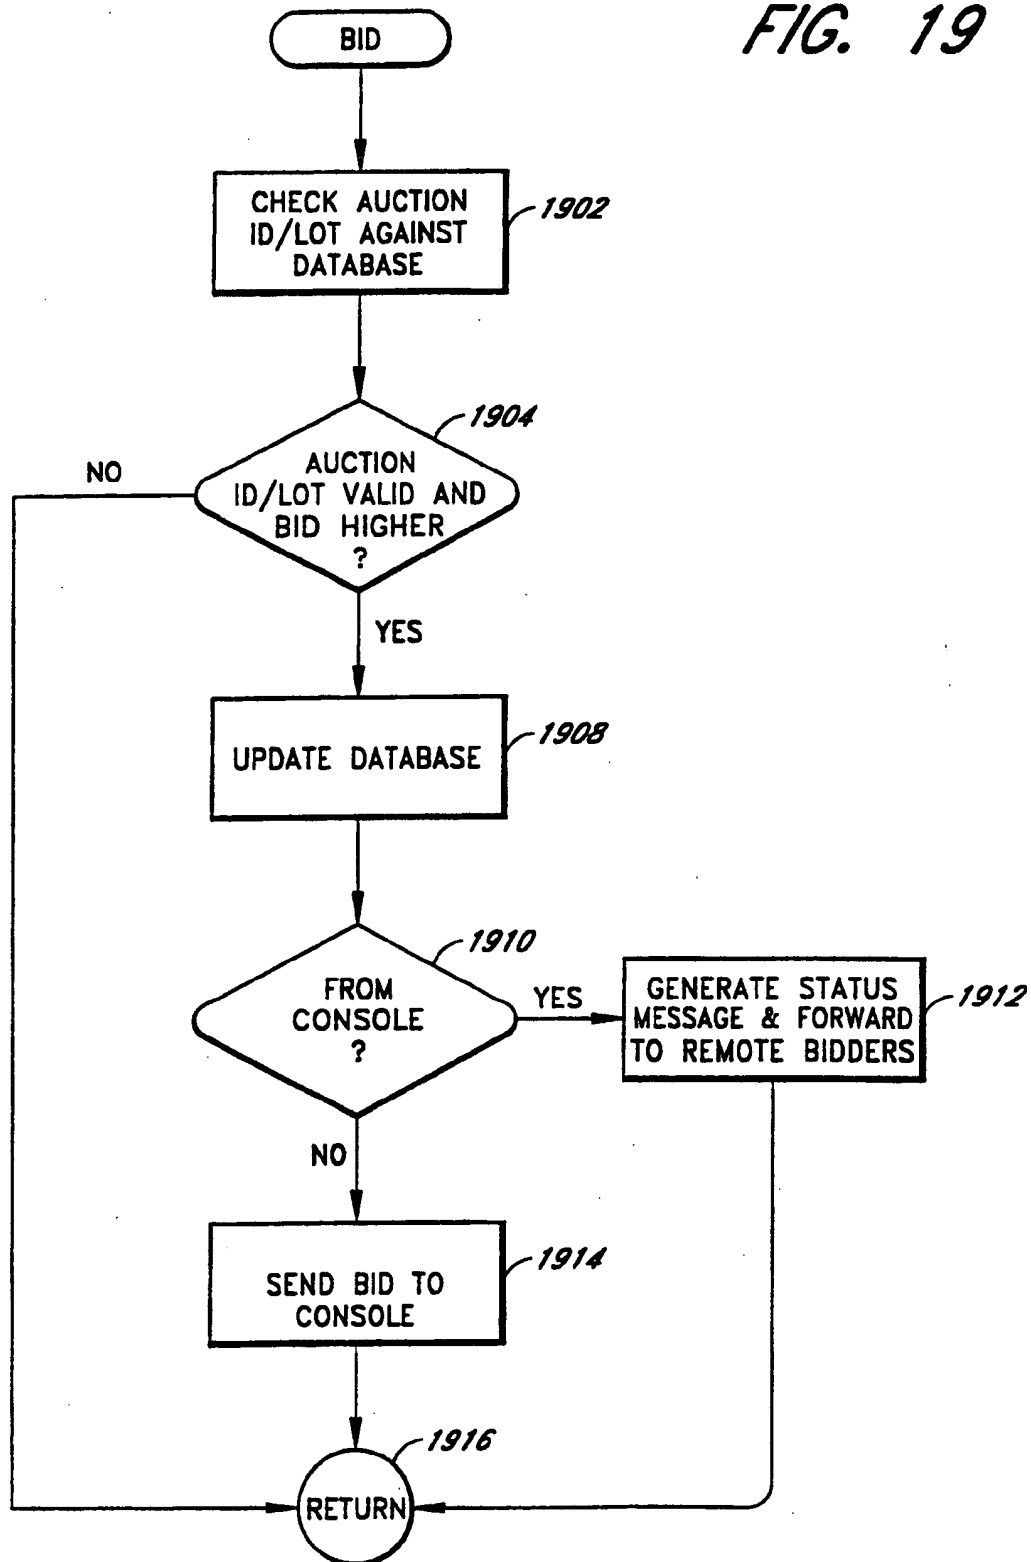 FIG. 19
BID
CHECK AUCTION
ID/LOT AGAINST
DATABASE
1902
1904
AUCTION
ID/LOT VALID AND
BID HIGHER
?
NO
YES
UPDATE DATABASE
1908
1910
FROM
CONSOLE
?
YES
GENERATE STATUS
MESSAGE & FORWARD
TO REMOTE BIDDERS
1912
NO
SEND BID TO
CONSOLE
1914
1916
RETURN